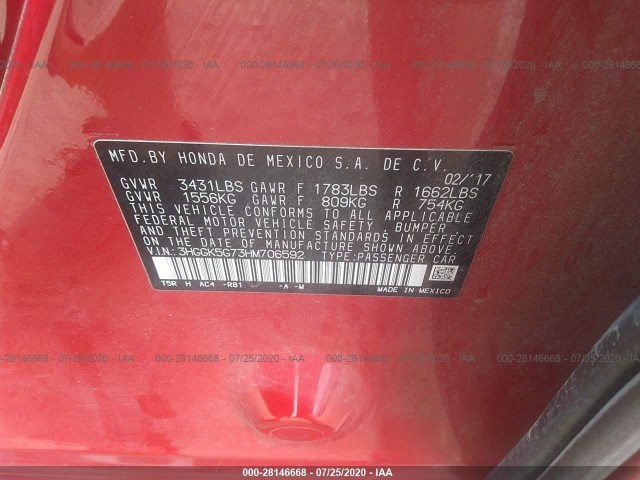 000-28146668 - 07/25/2020 - IAA
MFD.BY HONDA DE MEXICO S.A. DE C.V.
02/'17
GVWR 3431LBS GAWR F 1783LBS R 1662LBS
GVWR 1556KG GAWR F 809KG R 754KG
THIS VEHICLE CONFORMS TO ALL APPLICABLE
FEDERAL MOTOR VEHICLE SAFETY BUMPER
AND THEFT PREVENTION STANDARDS IN EFFECT
ON THE DATE OF MANUFACTURE SHOWN ABOVE.
VIN: 3HGGK5G73HM706592 TYPE:PASSENGER CAR
T5R H AC4 -R81 -A -M
MADE IN MEXICO
000-28146668 - 07/25/2020 - IAA
000-28146668 - 07/25/2020 - IAA